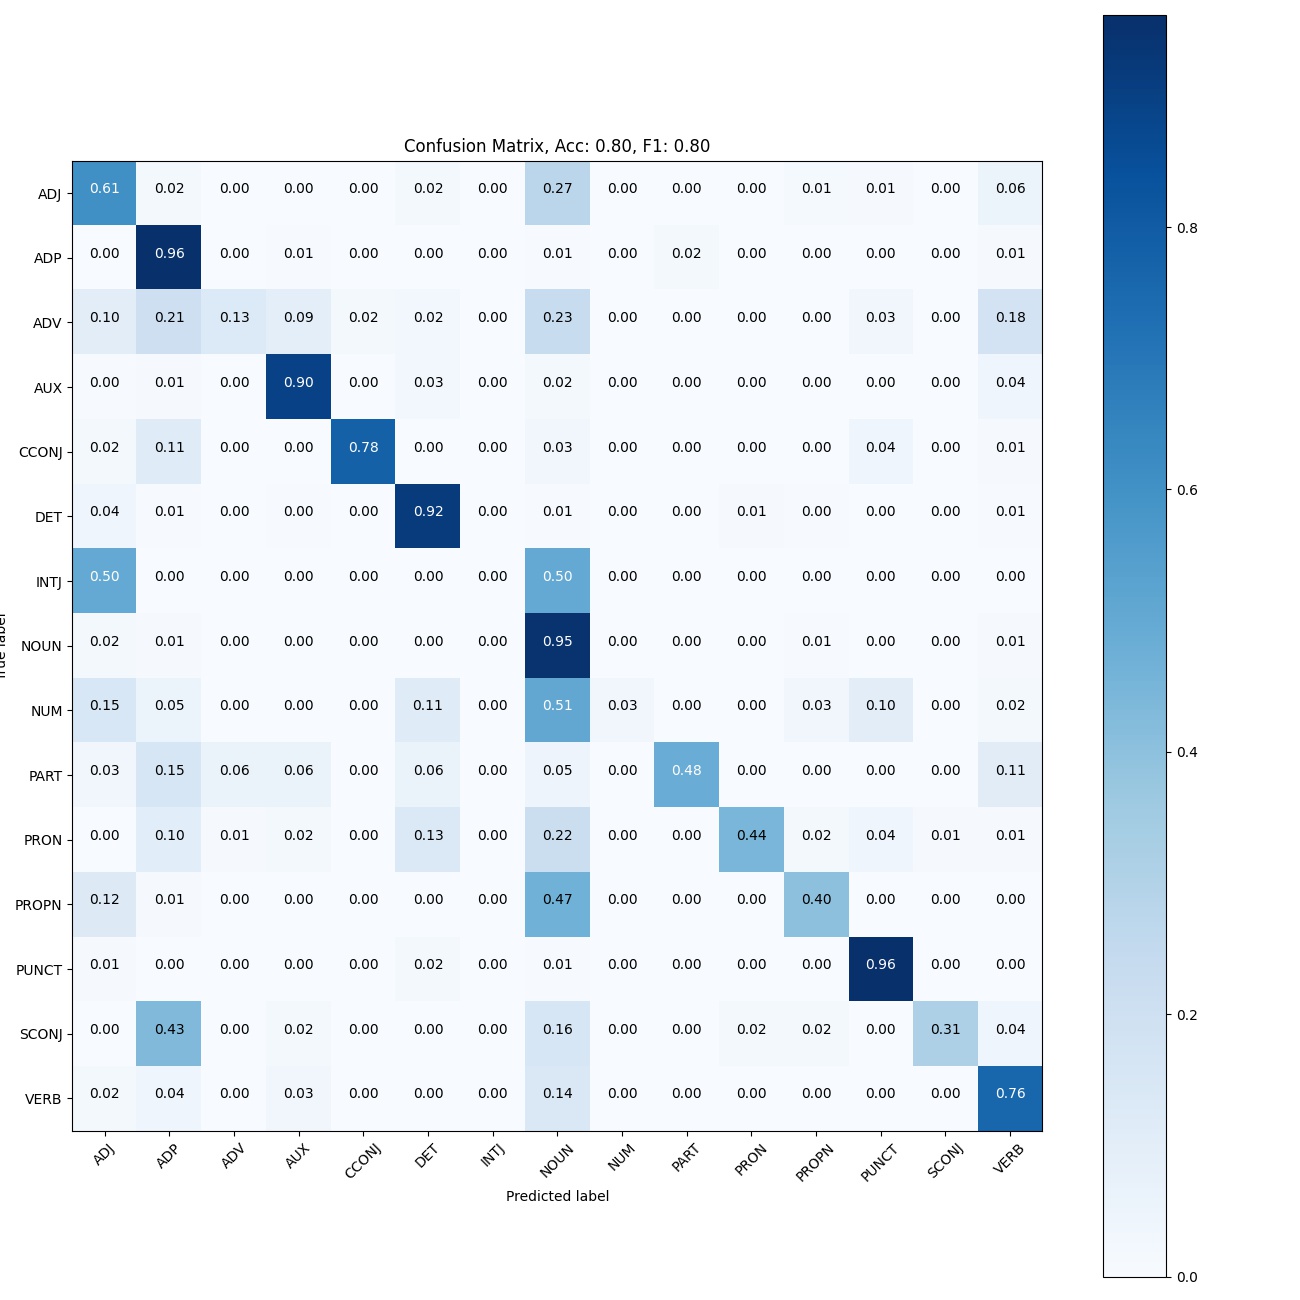 Confusion Matrix, Acc: 0.80, F1: 0.80
ADJ 0.61 0.02 0.00 0.00 0.00 0.02 0.00 0.27 0.00 0.00 0.00 0.01 0.01 0.00 0.06
ADP 0.00 0.96 0.00 0.01 0.00 0.00 0.00 0.01 0.00 0.02 0.00 0.00 0.00 0.00 0.01
ADV 0.10 0.21 0.13 0.09 0.02 0.02 0.00 0.23 0.00 0.00 0.00 0.00 0.03 0.00 0.18
AUX 0.00 0.01 0.00 0.90 0.00 0.03 0.00 0.02 0.00 0.00 0.00 0.00 0.00 0.00 0.04
CCONJ 0.02 0.11 0.00 0.00 0.78 0.00 0.00 0.03 0.00 0.00 0.00 0.00 0.04 0.00 0.01
DET 0.04 0.01 0.00 0.00 0.00 0.92 0.00 0.01 0.00 0.00 0.01 0.00 0.00 0.00 0.01
INTJ 0.50 0.00 0.00 0.00 0.00 0.00 0.00 0.50 0.00 0.00 0.00 0.00 0.00 0.00 0.00
NOUN 0.02 0.01 0.00 0.00 0.00 0.00 0.00 0.95 0.00 0.00 0.00 0.01 0.00 0.00 0.01
NUM 0.15 0.05 0.00 0.00 0.00 0.11 0.00 0.51 0.03 0.00 0.00 0.03 0.10 0.00 0.02
PART 0.03 0.15 0.06 0.06 0.00 0.06 0.00 0.05 0.00 0.48 0.00 0.00 0.00 0.00 0.11
PRON 0.00 0.10 0.01 0.02 0.00 0.13 0.00 0.22 0.00 0.00 0.44 0.02 0.04 0.01 0.01
PROPN 0.12 0.01 0.00 0.00 0.00 0.00 0.00 0.47 0.00 0.00 0.00 0.40 0.00 0.00 0.00
PUNCT 0.01 0.00 0.00 0.00 0.00 0.02 0.00 0.01 0.00 0.00 0.00 0.00 0.96 0.00 0.00
SCONJ 0.00 0.43 0.00 0.02 0.00 0.00 0.00 0.16 0.00 0.00 0.02 0.02 0.00 0.31 0.04
VERB 0.02 0.04 0.00 0.03 0.00 0.00 0.00 0.14 0.00 0.00 0.00 0.00 0.00 0.00 0.76
ADJ ADP ADV AUX CCONJ DET INTJ NOUN NUM PART PRON PROPN PUNCT SCONJ VERB
Predicted label
0.8
0.6
0.4
0.2
0.0